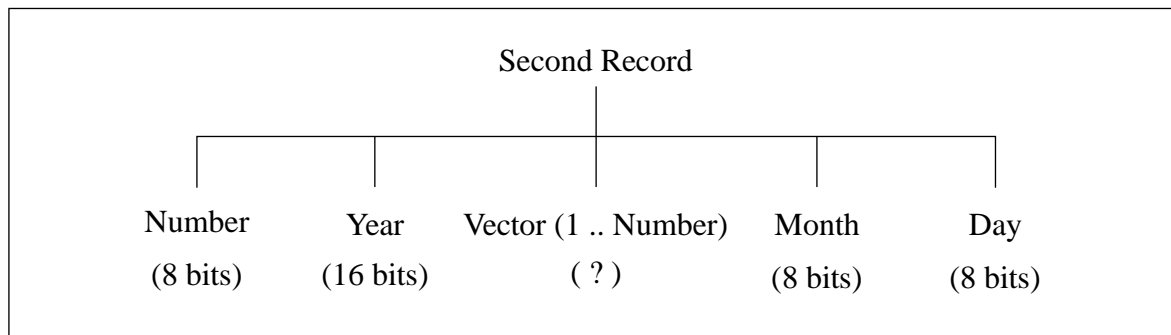 Second Record
Number Year Vector (1 .. Number) Month Day
(8 bits) (16 bits) ( ? ) (8 bits) (8 bits)